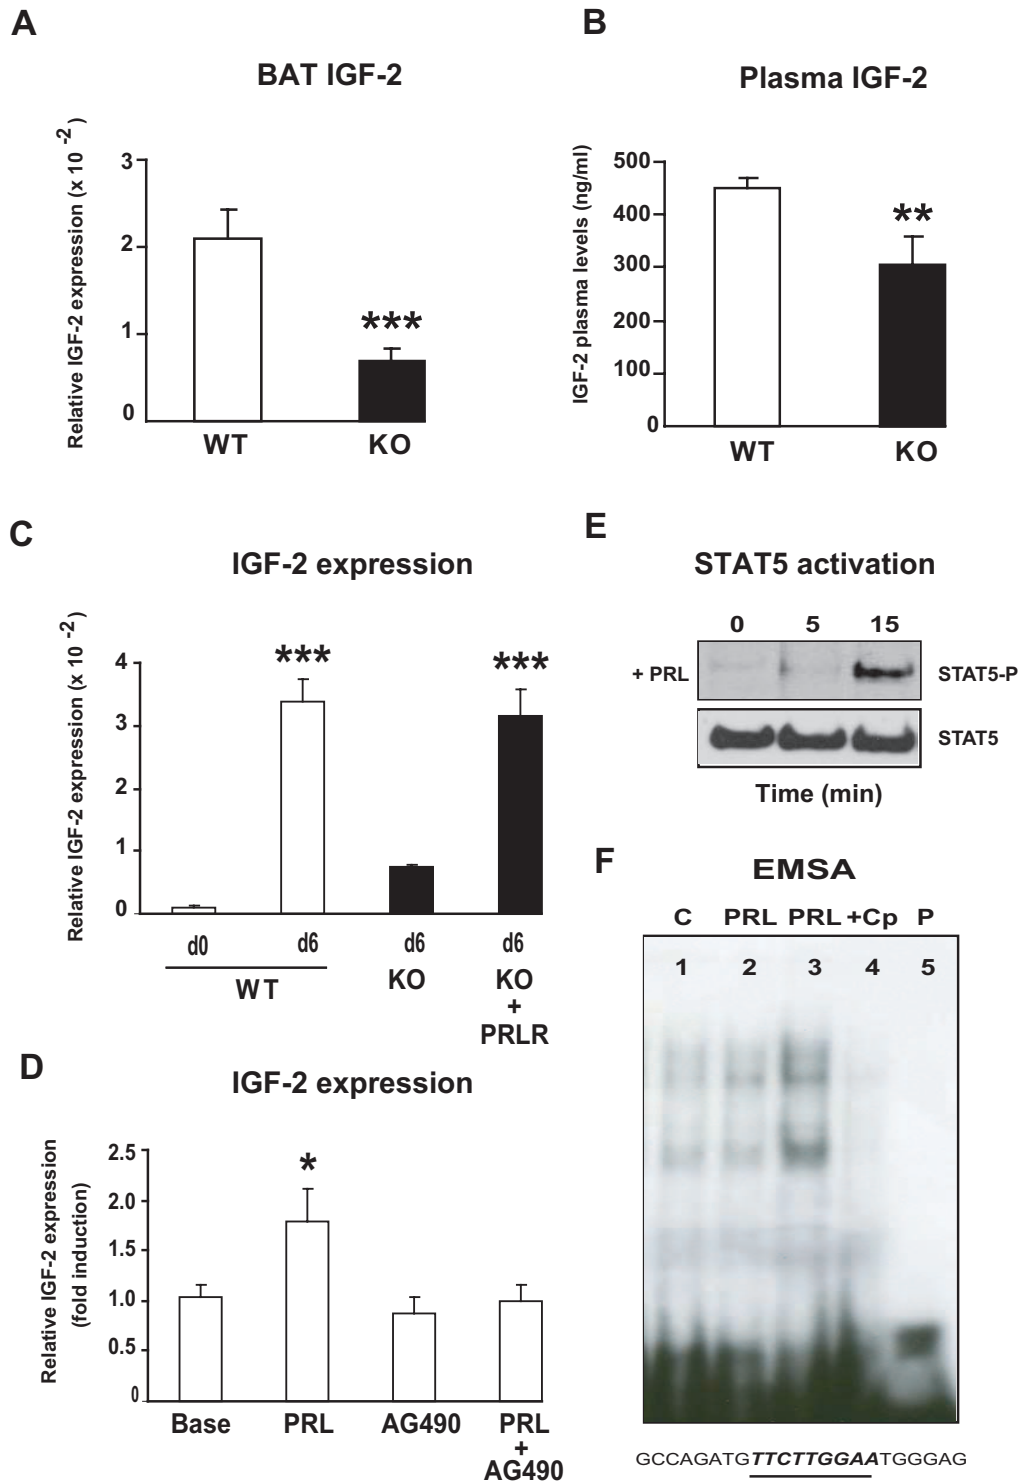 A
BAT IGF-2
Relative IGF-2 expression (x 10 -2)
3
2
1
0
***
WT
KO
B
Plasma IGF-2
IGF-2 plasma levels (ng/ml)
500
400
300
200
100
0
**
WT
KO
C
IGF-2 expression
Relative IGF-2 expression (x 10 -2)
4
3
2
1
0
***
***
d0
d6
d6
d6
WT
KO
KO
+
PRLR
D
IGF-2 expression
Relative IGF-2 expression
(fold induction)
2.5
2.0
1.5
1.0
0.5
0
*
Base
PRL
AG490
PRL
+
AG490
E
STAT5 activation
0 5 15
+ PRL
STAT5-P
STAT5
Time (min)
F
EMSA
C PRL PRL +Cp P
1 2 3 4 5
GCCAGATGTTCTTGGAATGGGAG